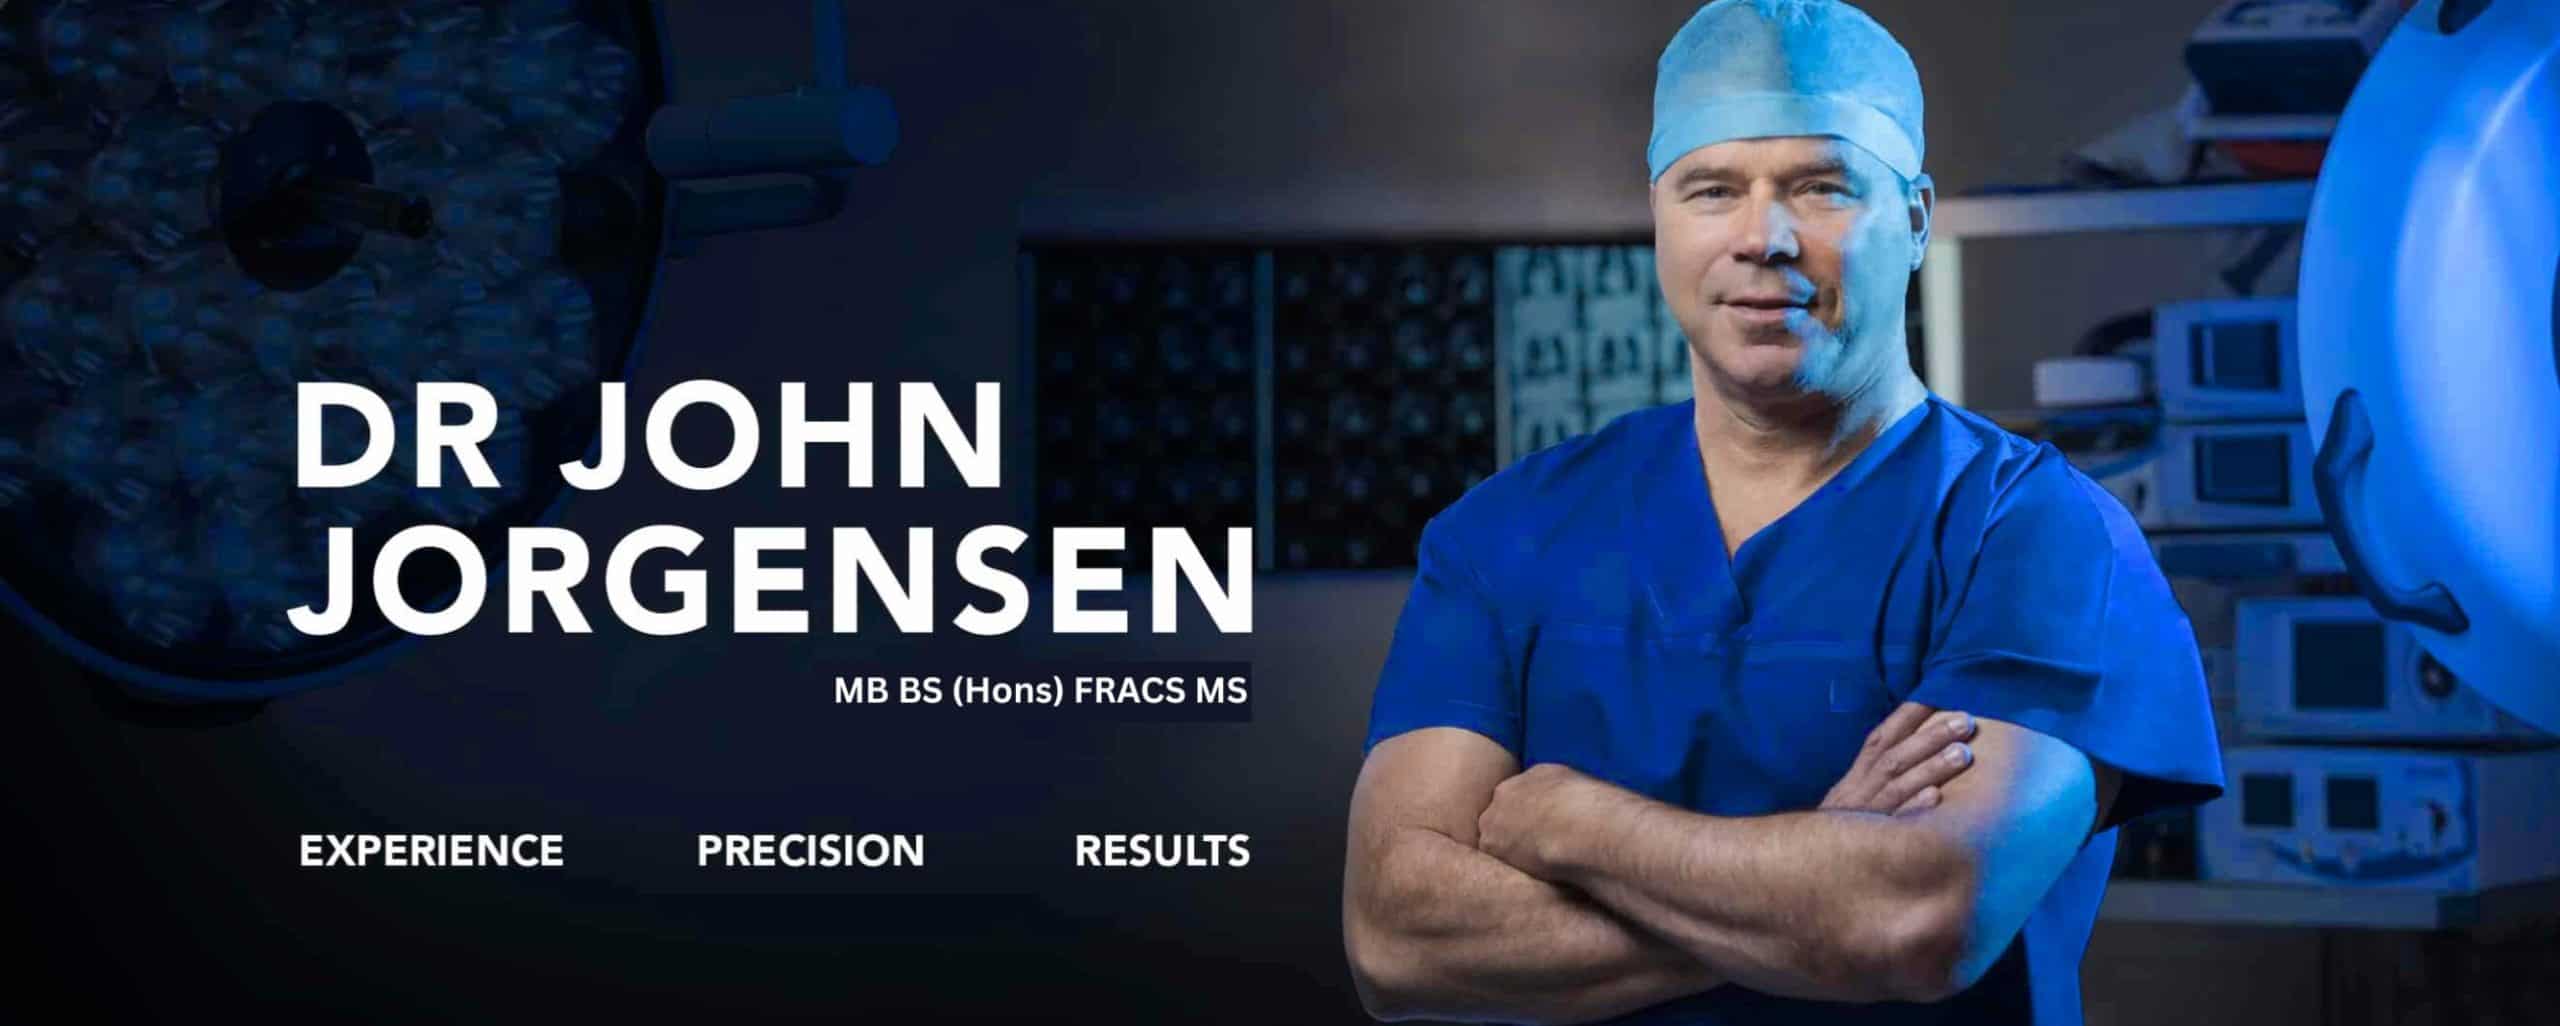 DR JOHN
JORGENSEN
MB BS (Hons) FRACS MS
EXPERIENCE PRECISION RESULTS